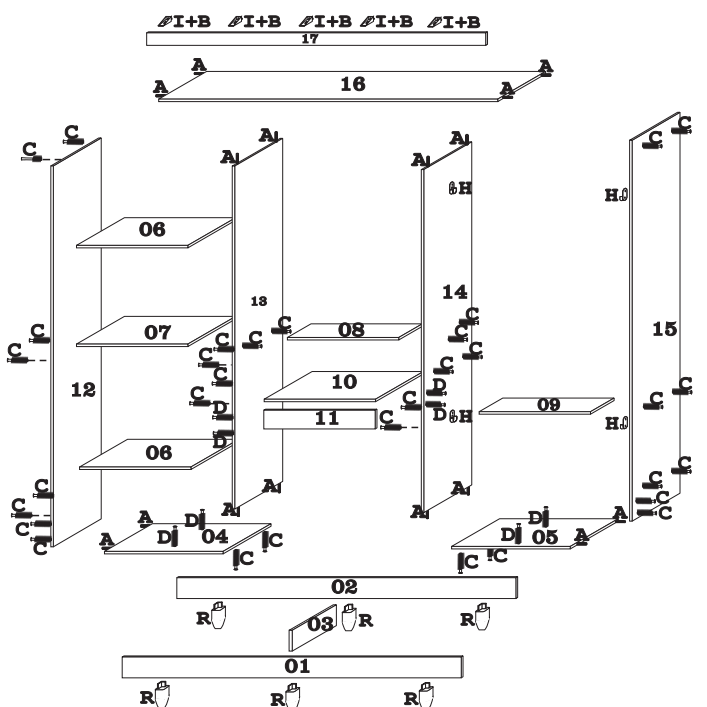 I+B I+B I+B I+B I+B
17
A A
16
A A
C A A C
C A A C
H H
06
13 14
C
07 08 C 15
C C C
C C
12 C 10 C
C D C
C D 11 C D H 09 C H
D
06
C C
C A A C
C A D A C
C D 04 C D D 05 A
A C C C
02
R 03 R R
01
R R R